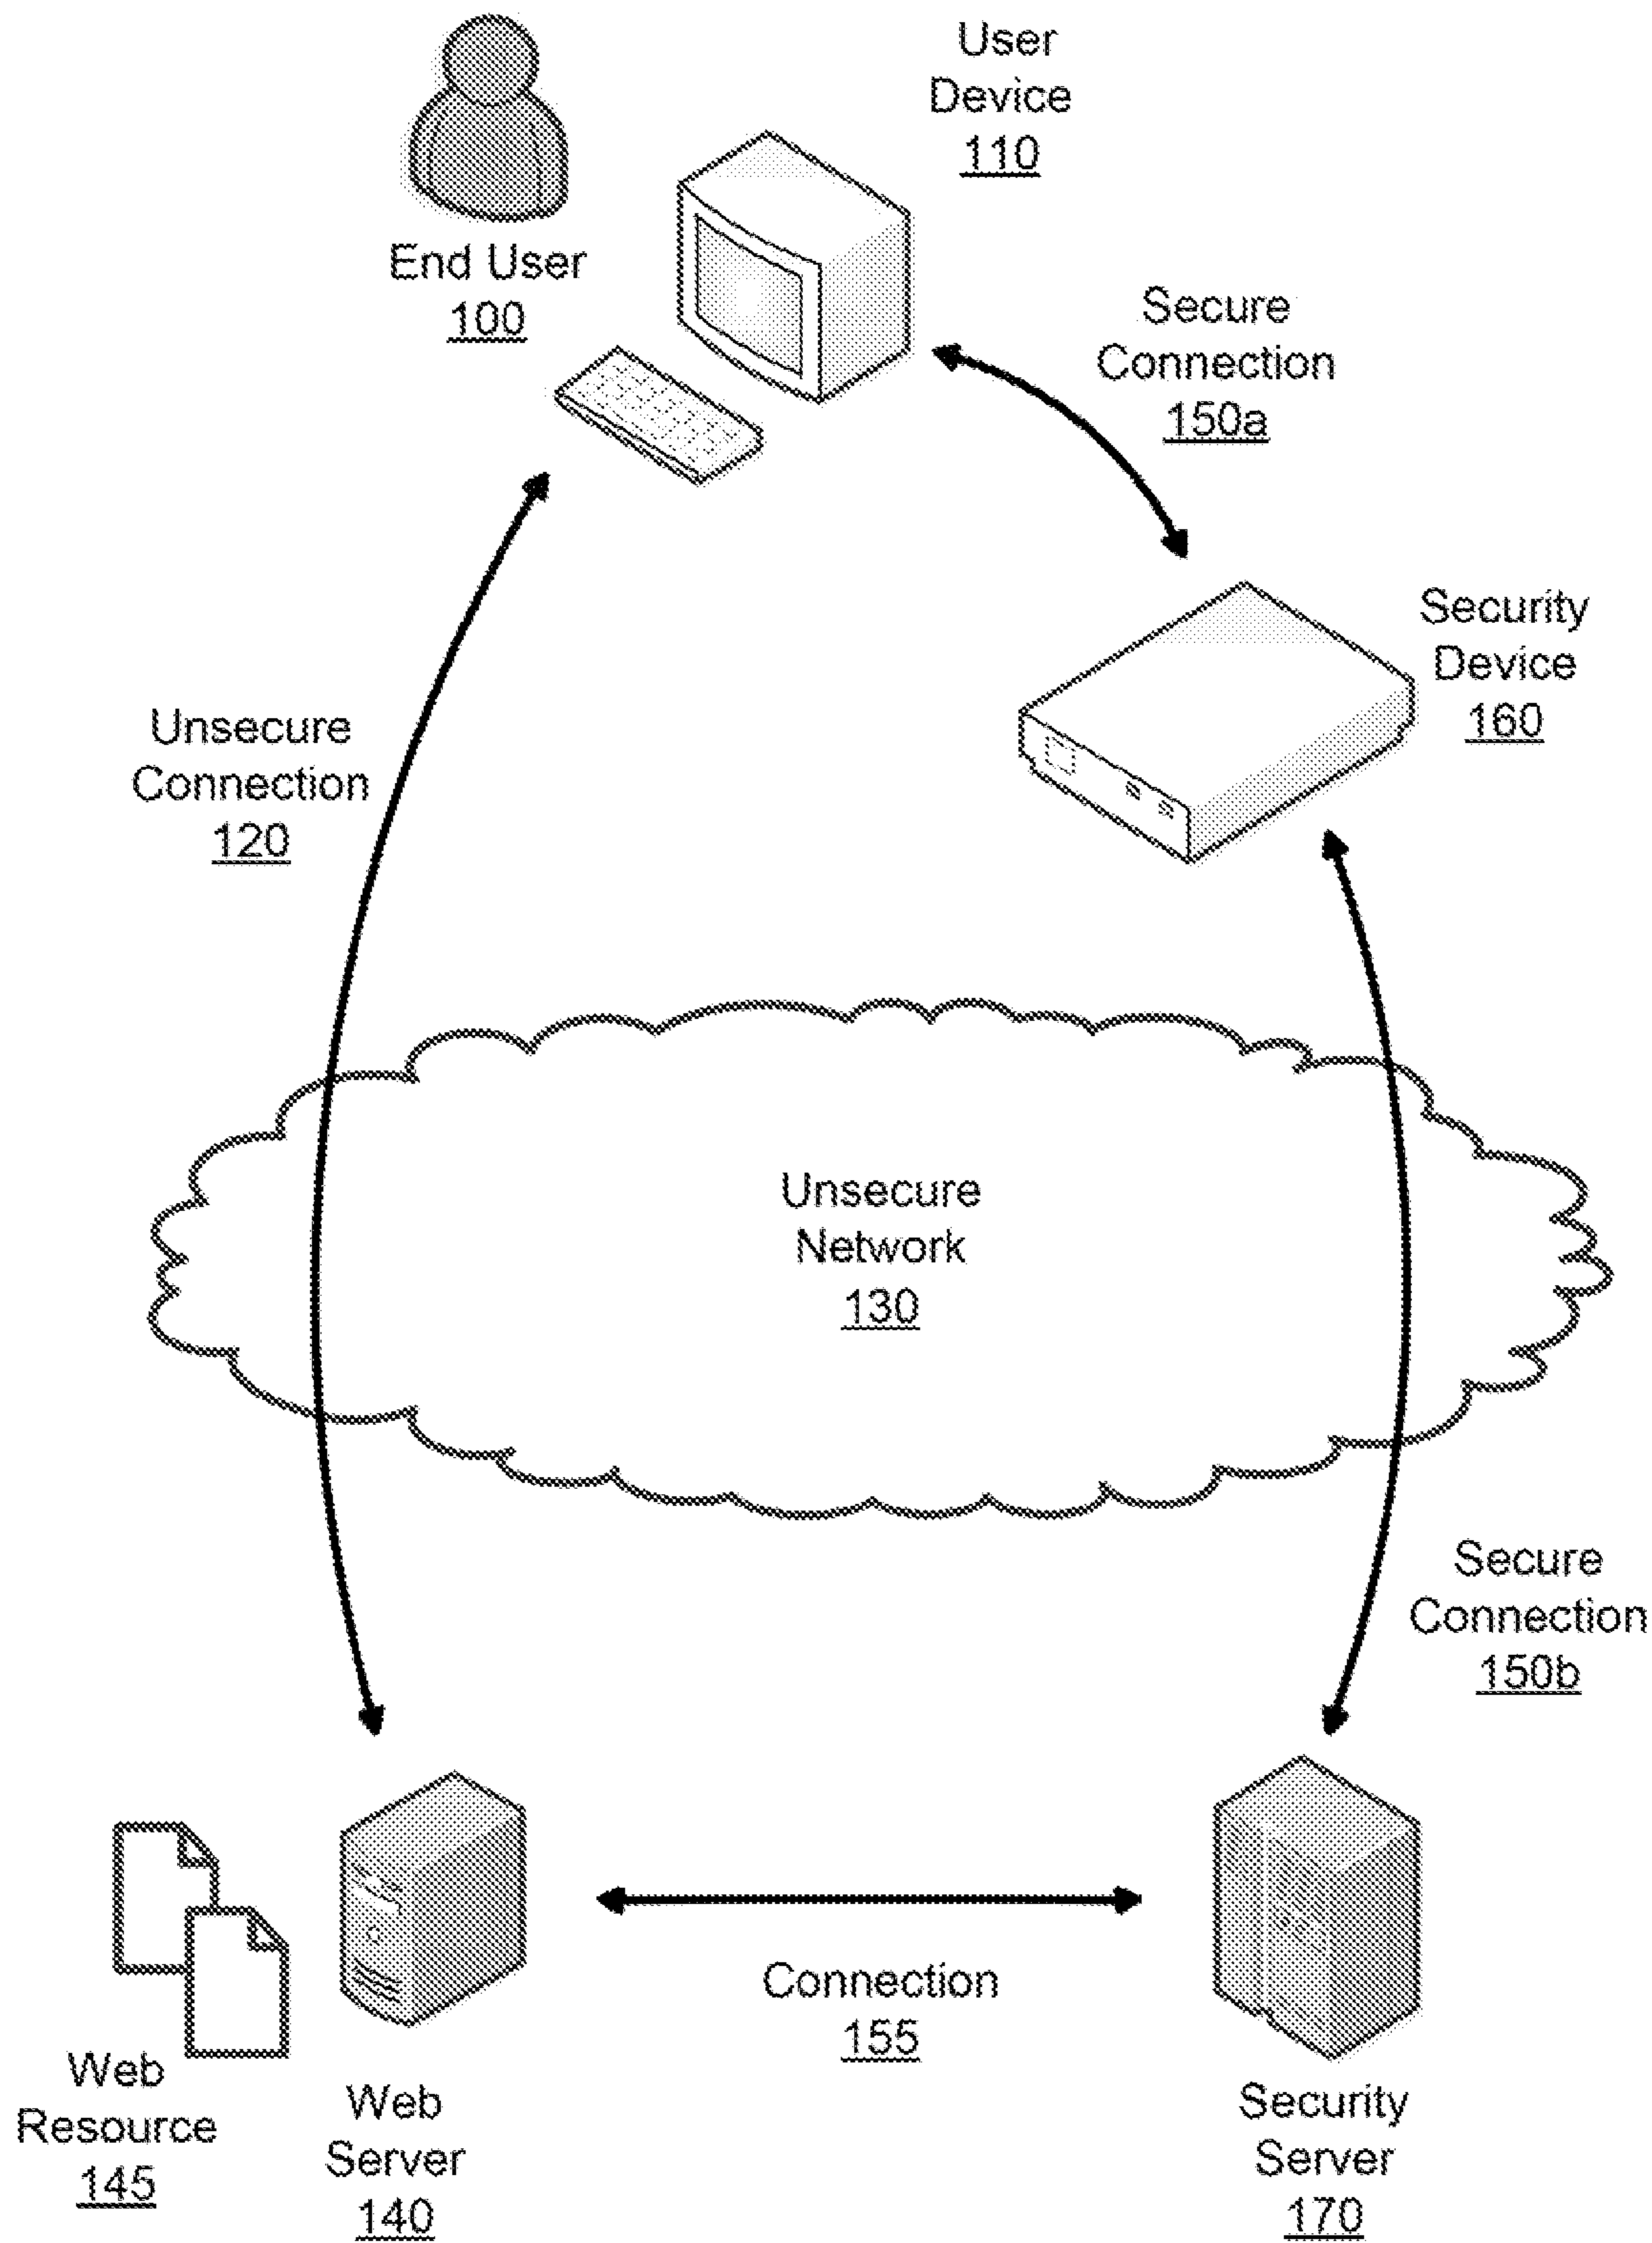 User
Device
110
End User
100
Secure
Connection
150a
Security
Device
160
Unsecure
Connection
120
Unsecure
Network
130
Secure
Connection
150b
Connection
155
Web
Resource
145
Web
Server
140
Security
Server
170